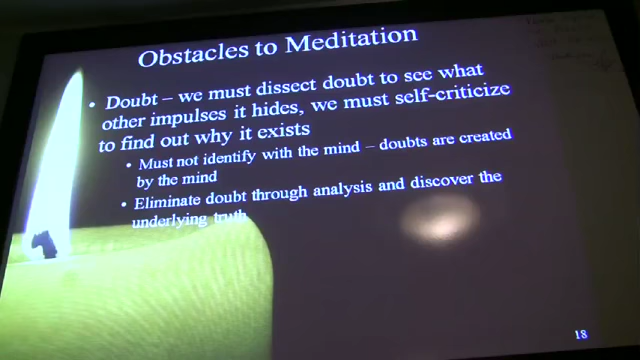 Obstacles to Meditation
• Doubt – we must dissect doubt to see what
other impulses it hides, we must self-criticize
to find out why it exists
• Must not identify with the mind – doubts are created
by the mind
• Eliminate doubt through analysis and discover the
underlying truth
18